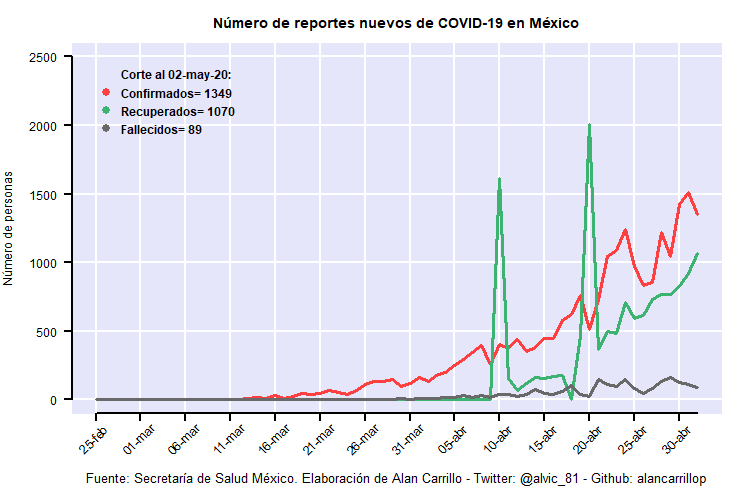 Número de reportes nuevos de COVID-19 en México
Número de personas
2500
2000
1500
1000
500
0
Corte al 02-may-20:
Confirmados= 1349
Recuperados= 1070
Fallecidos= 89
25-feb
01-mar
06-mar
11-mar
16-mar
21-mar
26-mar
31-mar
05-abr
10-abr
15-abr
20-abr
25-abr
30-abr
Fuente: Secretaría de Salud México. Elaboración de Alan Carrillo - Twitter: @alvic_81 - Github: alancarrillop